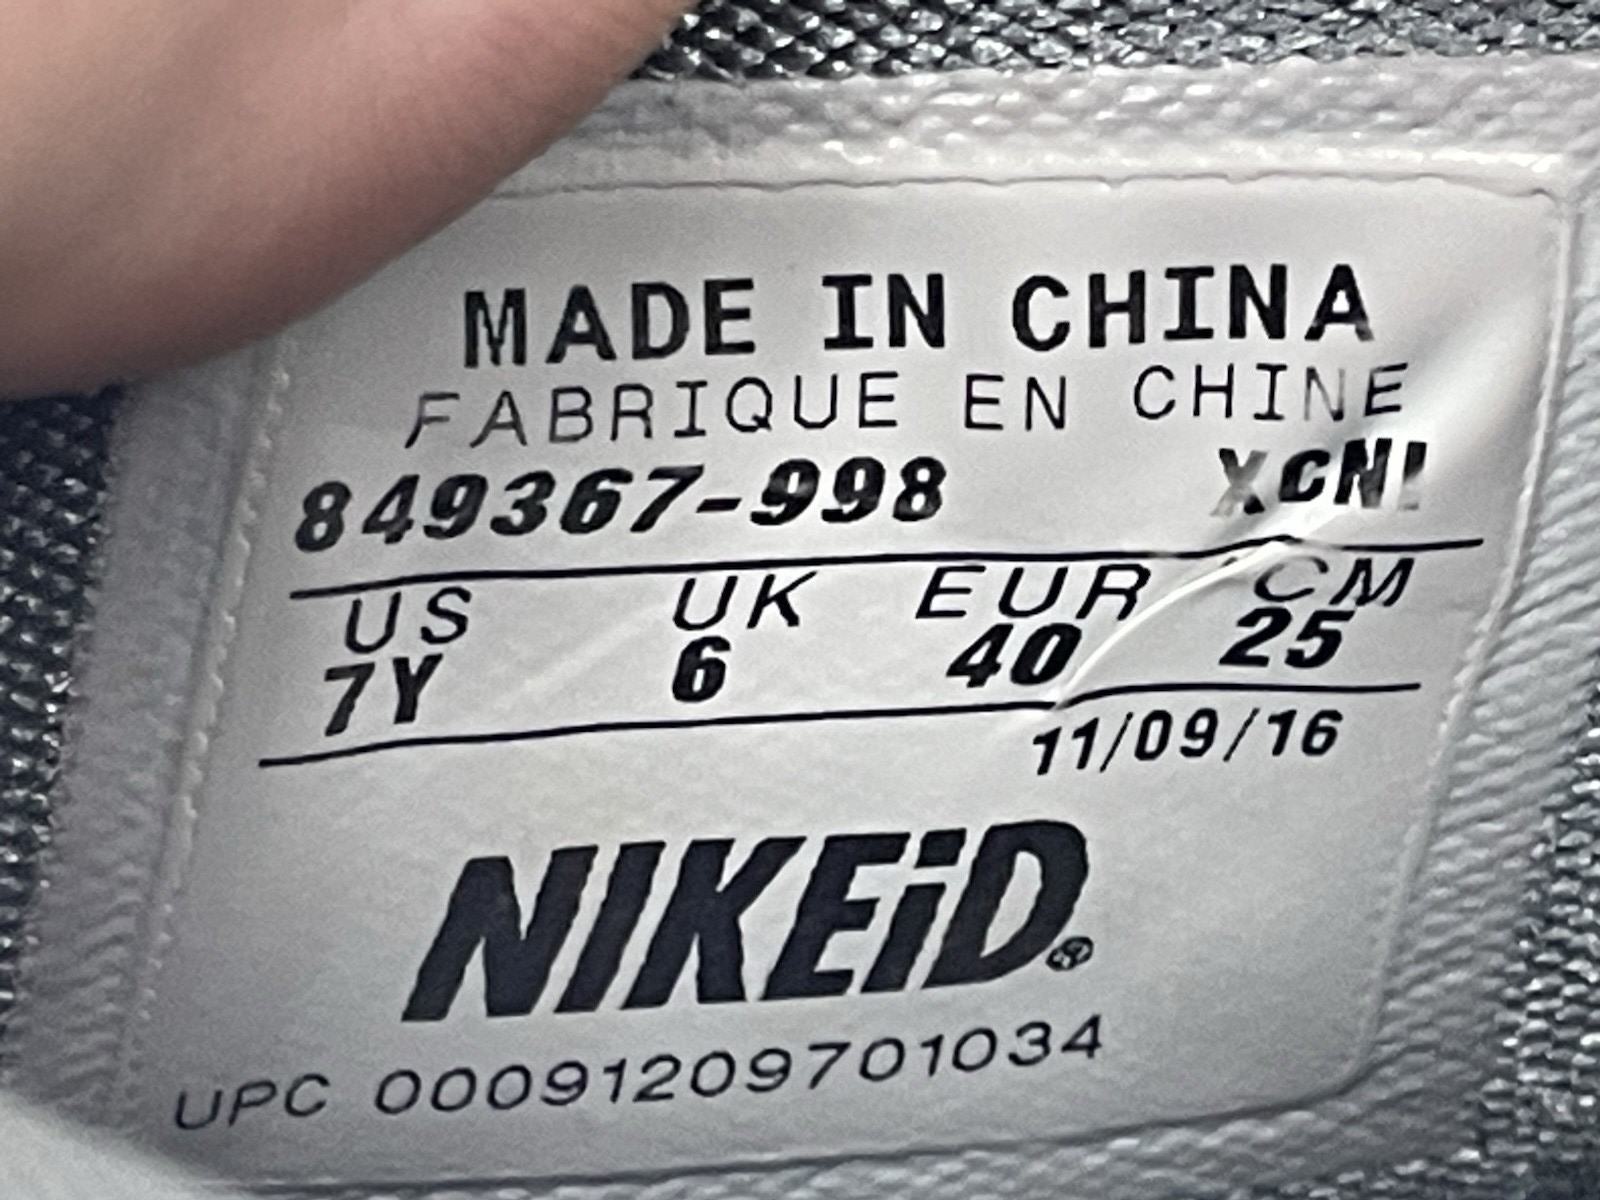 MADE IN CHINA
FABRIQUE EN CHINE
849367-998
US UK EUR CM
7Y 6 40 25
11/09/16
NIKEiD®
UPC 00091209701034